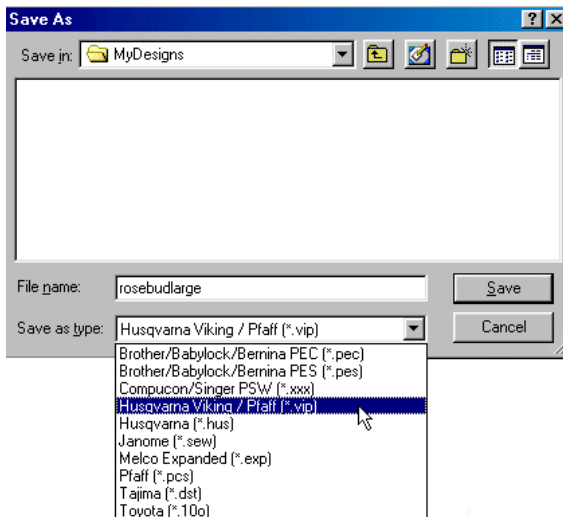 Save As
Save in: MyDesigns
File name: rosebudlarge Save
Save as type: Husqvarna Viking / Pfaff (*.vip) Cancel
Brother/Babylock/Bernina PEC (*.pec)
Brother/Babylock/Bernina PES (*.pes)
Compucon/Singer PSW (*.xxx)
Husqvarna Viking / Pfaff (*.vip)
Husqvarna (*.hus)
Janome (*.sew)
Melco Expanded (*.exp)
Pfaff (*.pcs)
Tajima (*.dst)
Toyota (*.10o)